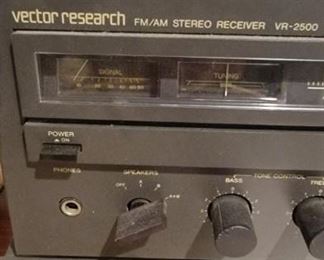 vector research FM/AM STEREO RECEIVER VR-2500
SIGNAL TUNING
POWER
ON
PHONES
SPEAKERS
OFF A B A+B
BASS TONE CONTROL